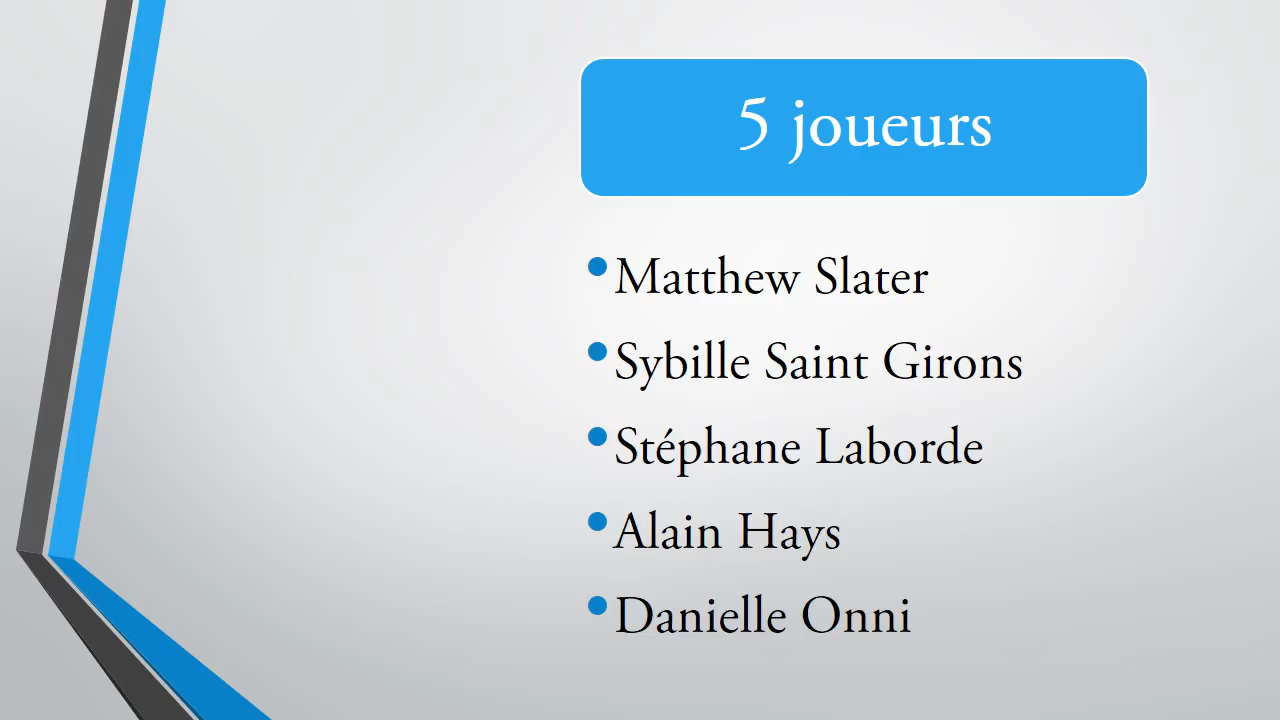 5 joueurs
Matthew Slater
Sybille Saint Girons
Stéphane Laborde
Alain Hays
Danielle Onni